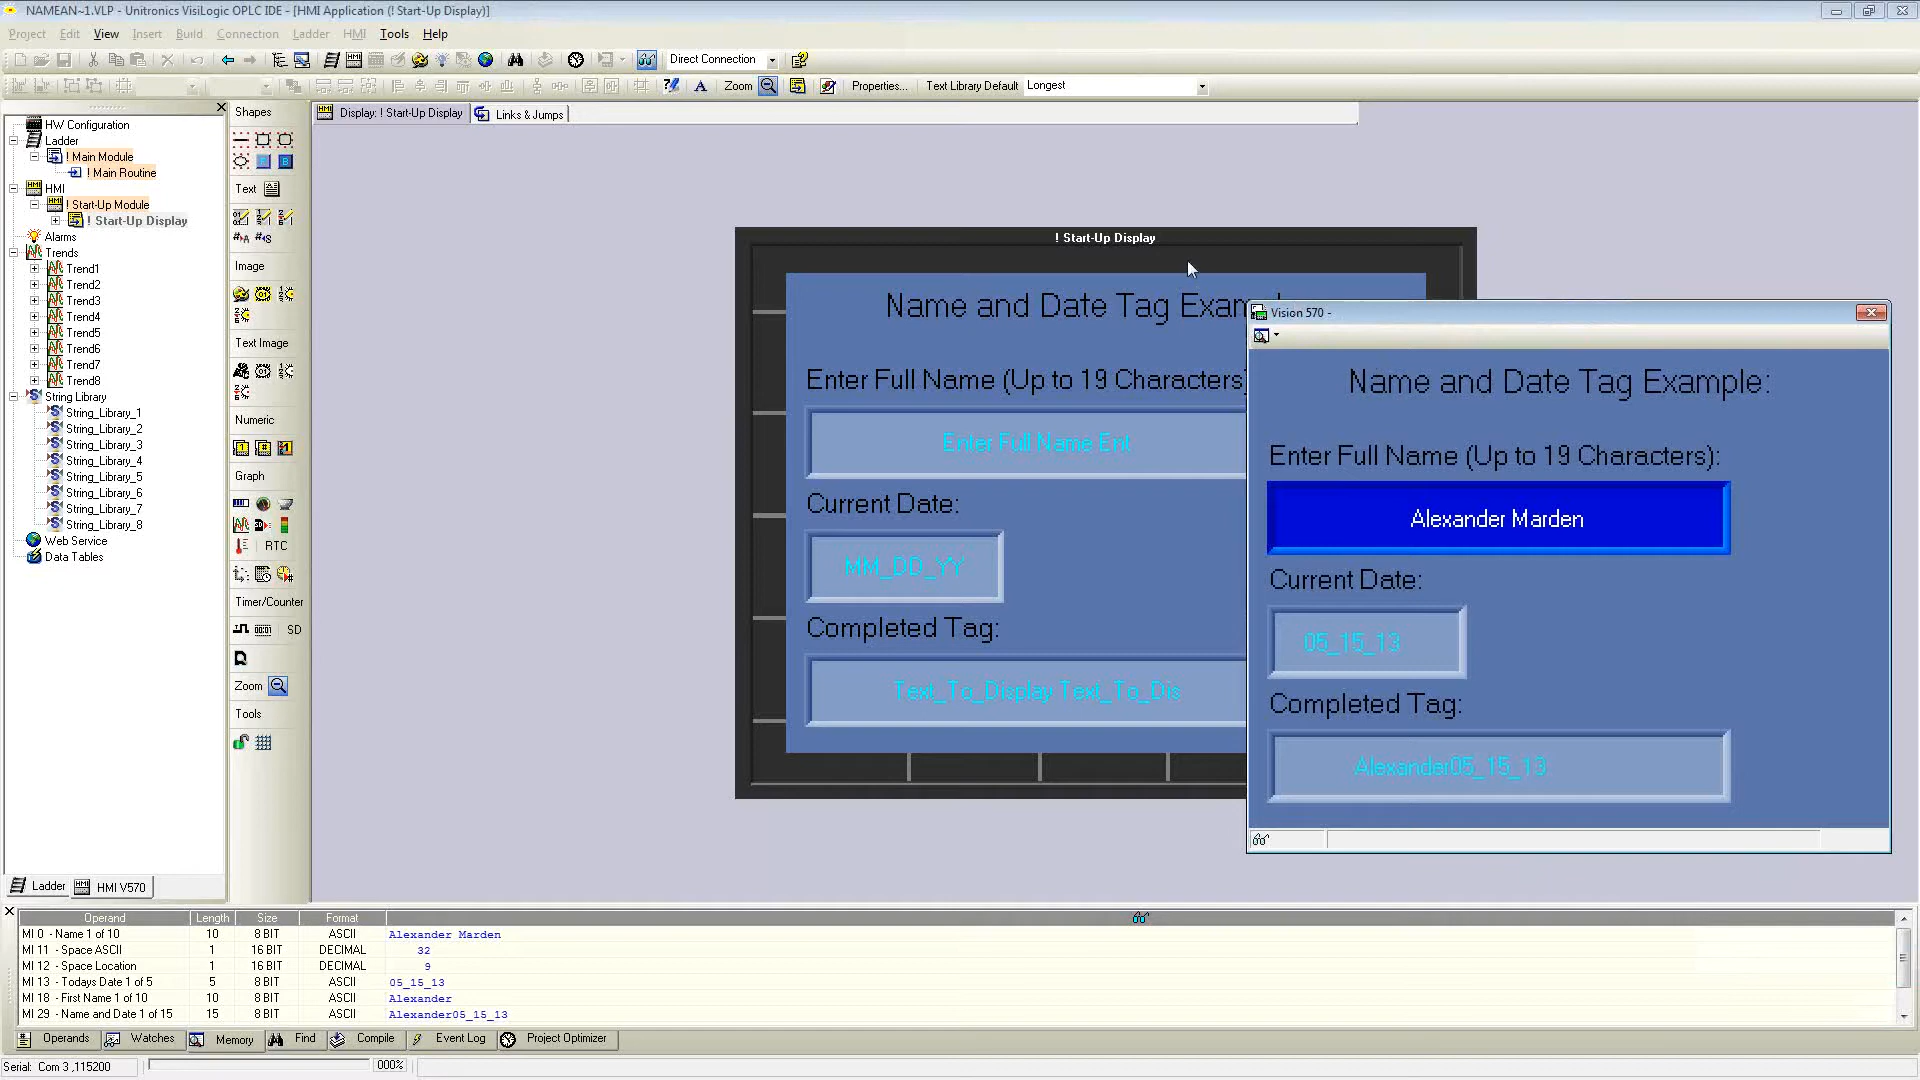 NAMEAN~1.VLP - Unitronics VisiLogic OPLC IDE - [HMI Application (! Start-Up Display)]
Project Edit View Insert Build Connection Ladder HMI Tools Help
Direct Connection
A Zoom Properties... Text Library Default Longest
HW Configuration
Ladder
! Main Module
! Main Routine
HMI
! Start-Up Module
! Start-Up Display
Alarms
Trends
Trend1
Trend2
Trend3
Trend4
Trend5
Trend6
Trend7
Trend8
String Library
String_Library_1
String_Library_2
String_Library_3
String_Library_4
String_Library_5
String_Library_6
String_Library_7
String_Library_8
Web Service
Data Tables
Ladder HMI V570
Shapes
Text
Image
Text Image
Numeric
Graph
RTC
Timer/Counter
SD
Zoom
Tools
Display: ! Start-Up Display Links & Jumps
! Start-Up Display
Name and Date Tag Exam
Enter Full Name (Up to 19 Characters)
Enter Full Name Ent
Current Date:
MM_DD_YY
Completed Tag:
Text_To_Display Text_To_Dis
Vision 570 -
Name and Date Tag Example:
Enter Full Name (Up to 19 Characters):
Alexander Marden
Current Date:
05_15_13
Completed Tag:
Alexander05_15_13
Operand Length Size Format
MI 0 - Name 1 of 10 10 8 BIT ASCII Alexander Marden
MI 11 - Space ASCII 1 16 BIT DECIMAL 32
MI 12 - Space Location 1 16 BIT DECIMAL 9
MI 13 - Todays Date 1 of 5 5 8 BIT ASCII 05_15_13
MI 18 - First Name 1 of 10 10 8 BIT ASCII Alexander
MI 29 - Name and Date 1 of 15 15 8 BIT ASCII Alexander05_15_13
Operands Watches Memory Find Compile Event Log Project Optimizer
Serial: Com 3 ,115200 000%